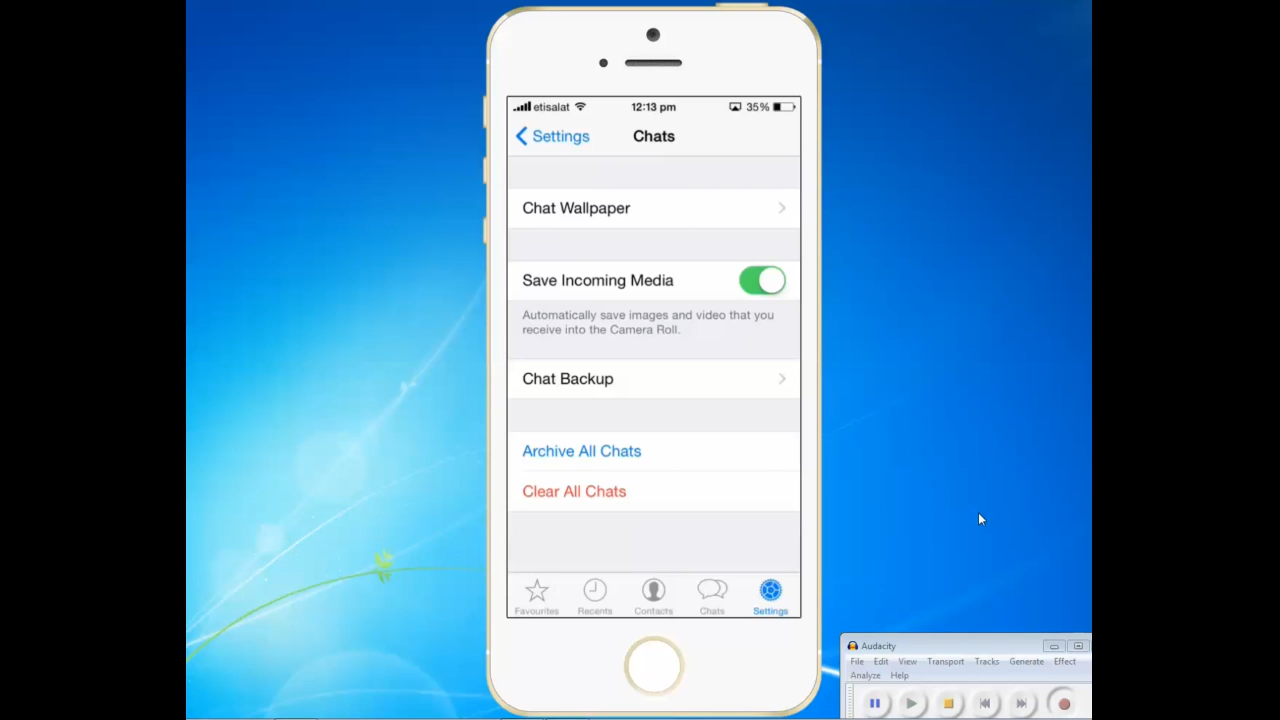 etisalat 12:13 pm 35%
Settings Chats
Chat Wallpaper
Save Incoming Media
Automatically save images and video that you
receive into the Camera Roll.
Chat Backup
Archive All Chats
Clear All Chats
Favourites Recents Contacts Chats Settings
Audacity
File Edit View Transport Tracks Generate Effect
Analyze Help